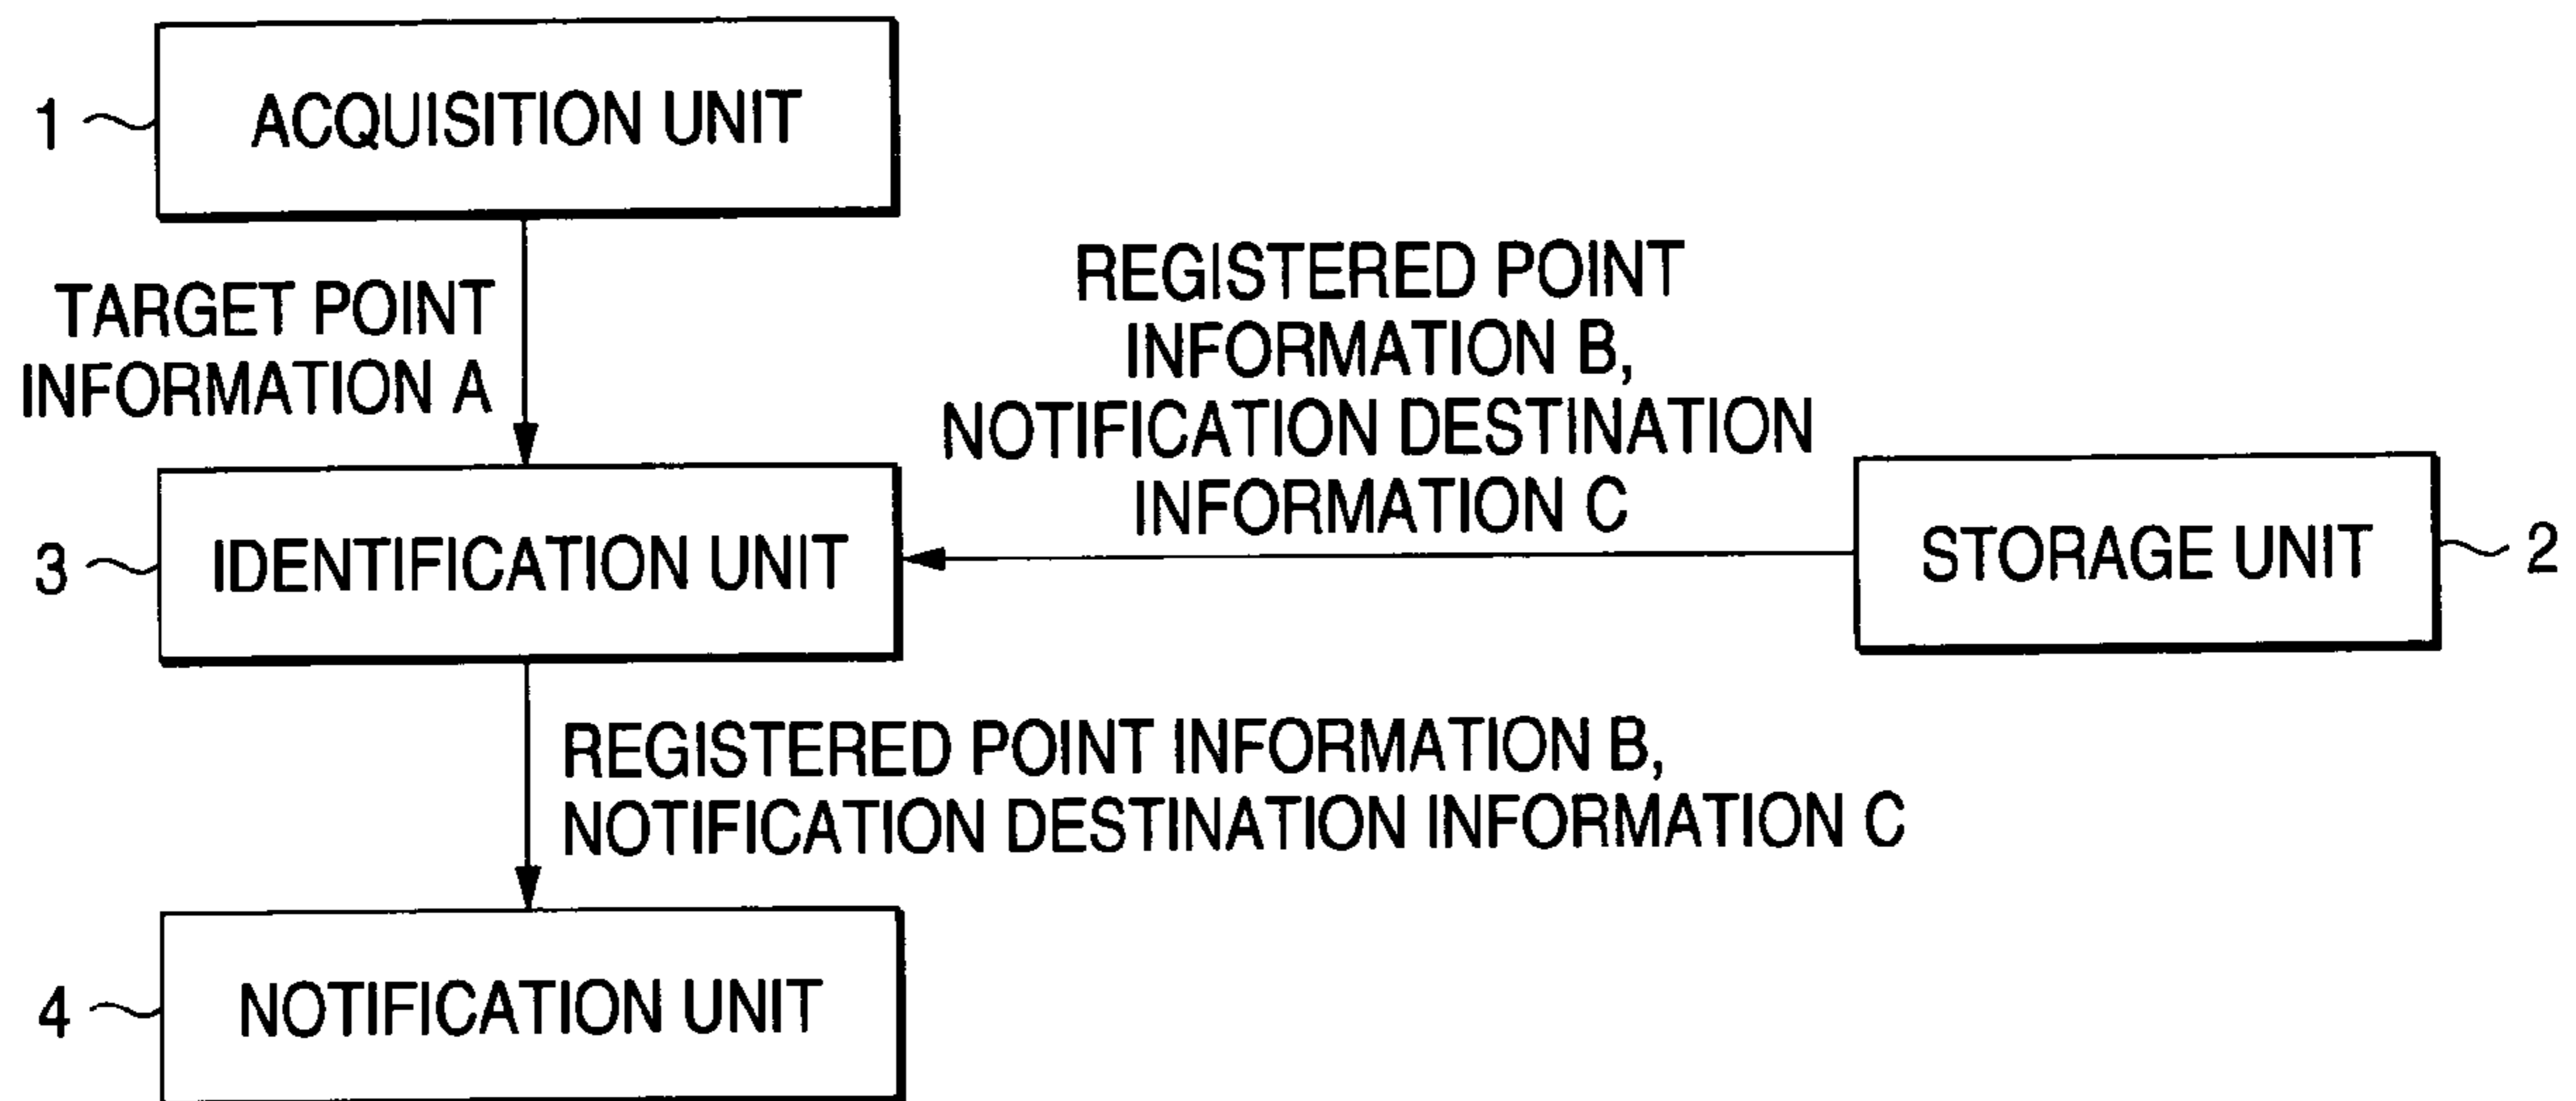 1
ACQUISITION UNIT
TARGET POINT
INFORMATION A
REGISTERED POINT
INFORMATION B,
NOTIFICATION DESTINATION
INFORMATION C
3
IDENTIFICATION UNIT
STORAGE UNIT
2
REGISTERED POINT INFORMATION B,
NOTIFICATION DESTINATION INFORMATION C
4
NOTIFICATION UNIT